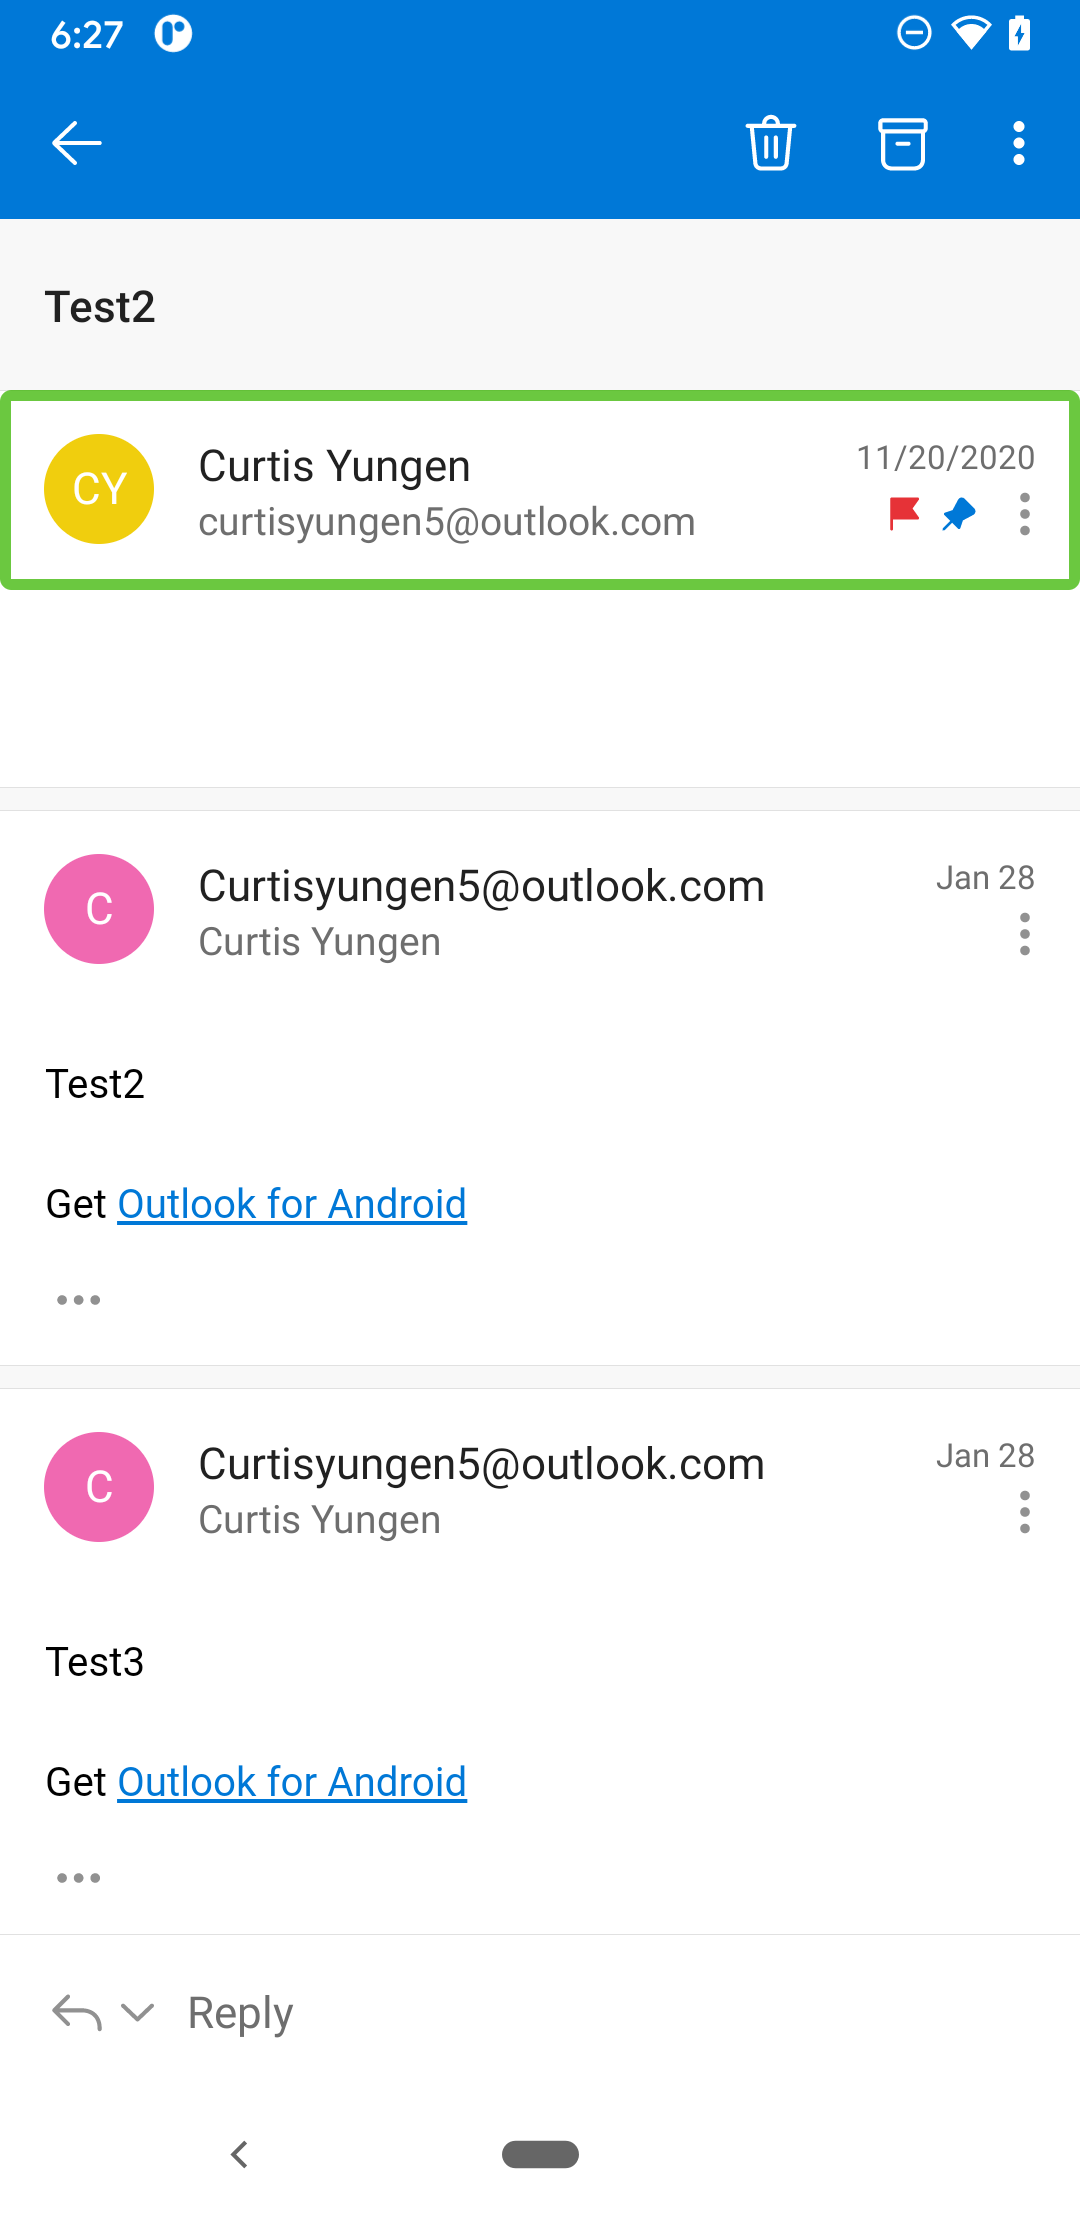 6:27
Test2
CY
Curtis Yungen
11/20/2020
curtisyungen5@outlook.com
C
Curtisyungen5@outlook.com
Jan 28
Curtis Yungen
Test2
Get Outlook for Android
C
Curtisyungen5@outlook.com
Jan 28
Curtis Yungen
Test3
Get Outlook for Android
Reply